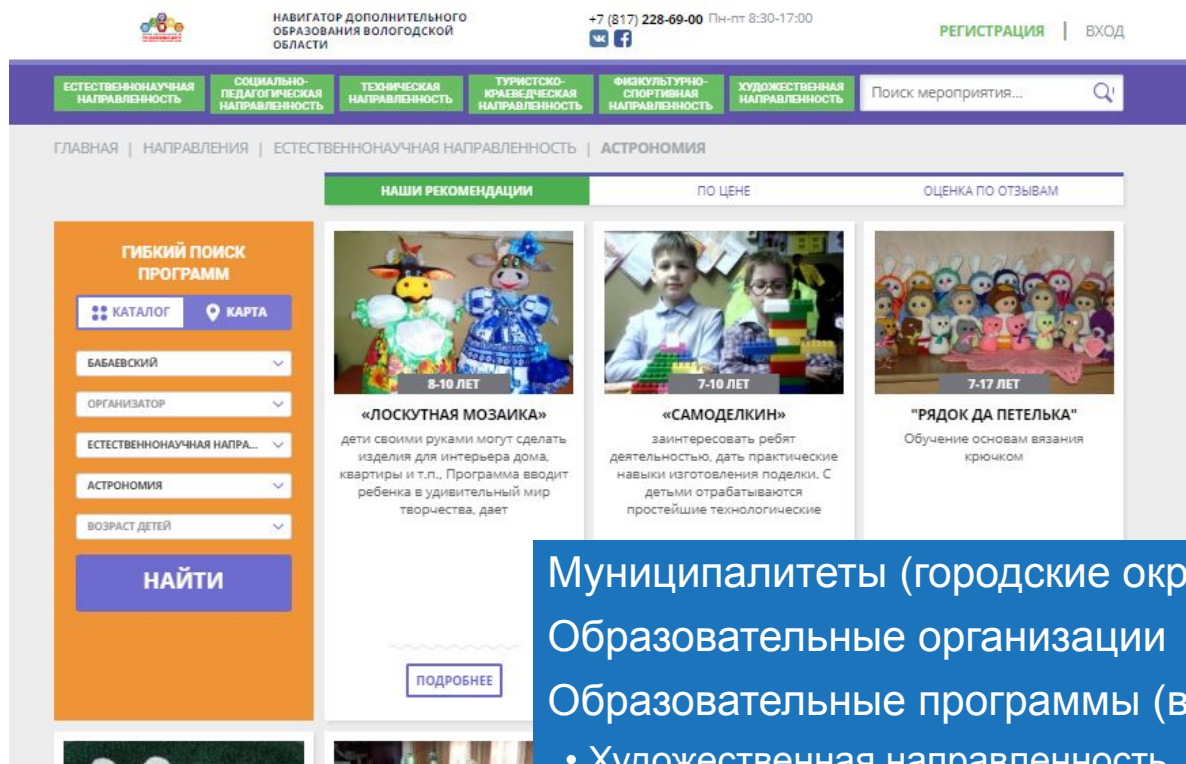 НАВИГАТОР ДОПОЛНИТЕЛЬНОГО
ОБРАЗОВАНИЯ ВОЛОГОДСКОЙ
ОБЛАСТИ
+7 (817) 228-69-00 Пн-пт 8:30-17:00
РЕГИСТРАЦИЯ | ВХОД
ЕСТЕСТВЕННОНАУЧНАЯ
НАПРАВЛЕННОСТЬ
СОЦИАЛЬНО-
ПЕДАГОГИЧЕСКАЯ
НАПРАВЛЕННОСТЬ
ТЕХНИЧЕСКАЯ
НАПРАВЛЕННОСТЬ
ТУРИСТСКО-
КРАЕВЕДЧЕСКАЯ
НАПРАВЛЕННОСТЬ
ФИЗКУЛЬТУРНО-
СПОРТИВНАЯ
НАПРАВЛЕННОСТЬ
ХУДОЖЕСТВЕННАЯ
НАПРАВЛЕННОСТЬ
Поиск мероприятия...
ГЛАВНАЯ | НАПРАВЛЕНИЯ | ЕСТЕСТВЕННОНАУЧНАЯ НАПРАВЛЕННОСТЬ | АСТРОНОМИЯ
НАШИ РЕКОМЕНДАЦИИ
ПО ЦЕНЕ
ОЦЕНКА ПО ОТЗЫВАМ
ГИБКИЙ ПОИСК
ПРОГРАММ
КАТАЛОГ
КАРТА
БАБАЕВСКИЙ
ОРГАНИЗАТОР
ЕСТЕСТВЕННОНАУЧНАЯ НАПРА...
АСТРОНОМИЯ
ВОЗРАСТ ДЕТЕЙ
НАЙТИ
8-10 ЛЕТ
«ЛОСКУТНАЯ МОЗАИКА»
дети своими руками могут сделать
изделия для интерьера дома,
квартиры и т.п., Программа вводит
ребенка в удивительный мир
творчества, дает
ПОДРОБНЕЕ
7-10 ЛЕТ
«САМОДЕЛКИН»
заинтересовать ребят
деятельностью, дать практические
навыки изготовления поделки. С
детьми отрабатываются
простейшие технологические
7-17 ЛЕТ
"РЯДОК ДА ПЕТЕЛЬКА"
Обучение основам вязания
крючком
Муниципалитеты (городские окр
Образовательные организации
Образовательные программы (в
• Художественная направленность